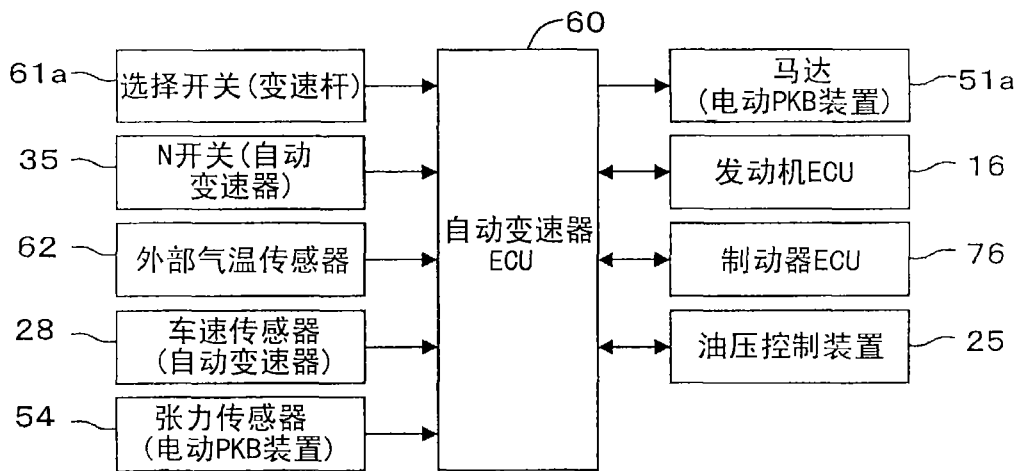 60
61a
选择开关(变速杆)
35
N开关(自动
变速器)
62
外部气温传感器
28
车速传感器
(自动变速器)
54
张力传感器
(电动PKB装置)
自动变速器
ECU
马达
(电动PKB装置)
51a
发动机ECU
16
制动器ECU
76
油压控制装置
25